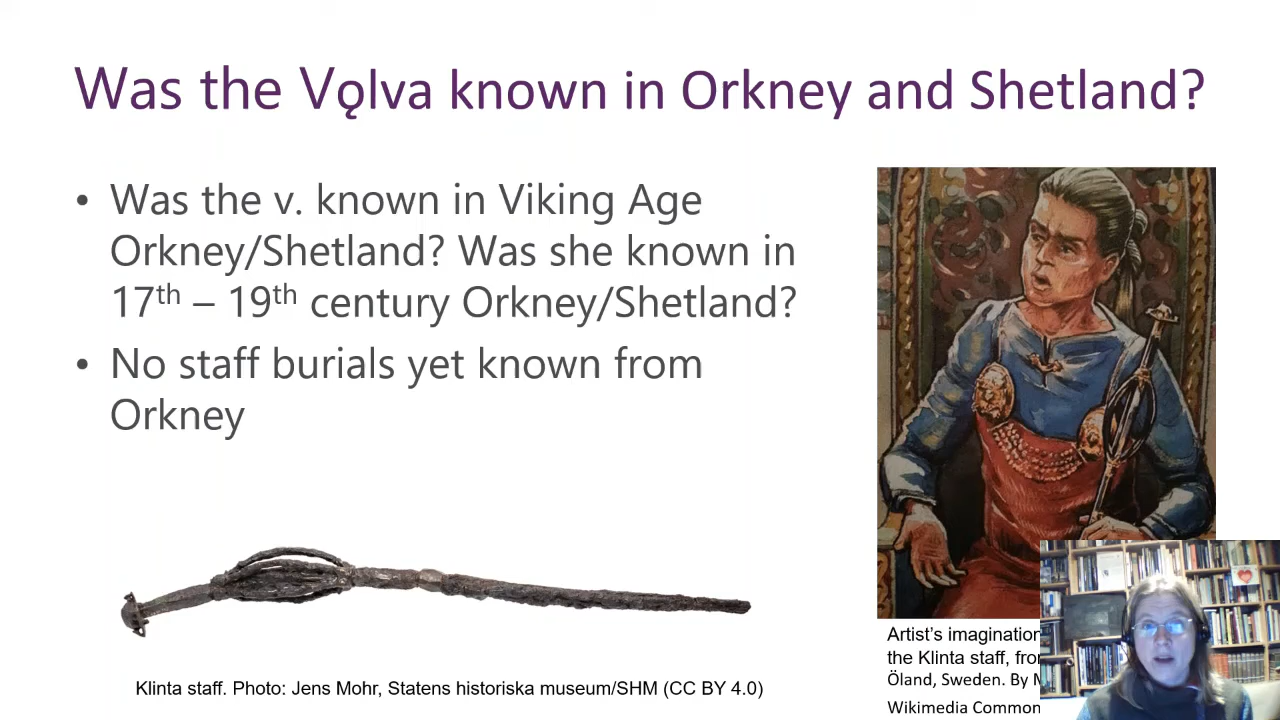 Was the Vǫlva known in Orkney and Shetland?
• Was the v. known in Viking Age
Orkney/Shetland? Was she known in
17th – 19th century Orkney/Shetland?
• No staff burials yet known from
Orkney
Klinta staff. Photo: Jens Mohr, Statens historiska museum/SHM (CC BY 4.0)
Artist’s imagination
the Klinta staff,
Öland, Sweden. By
Wikimedia